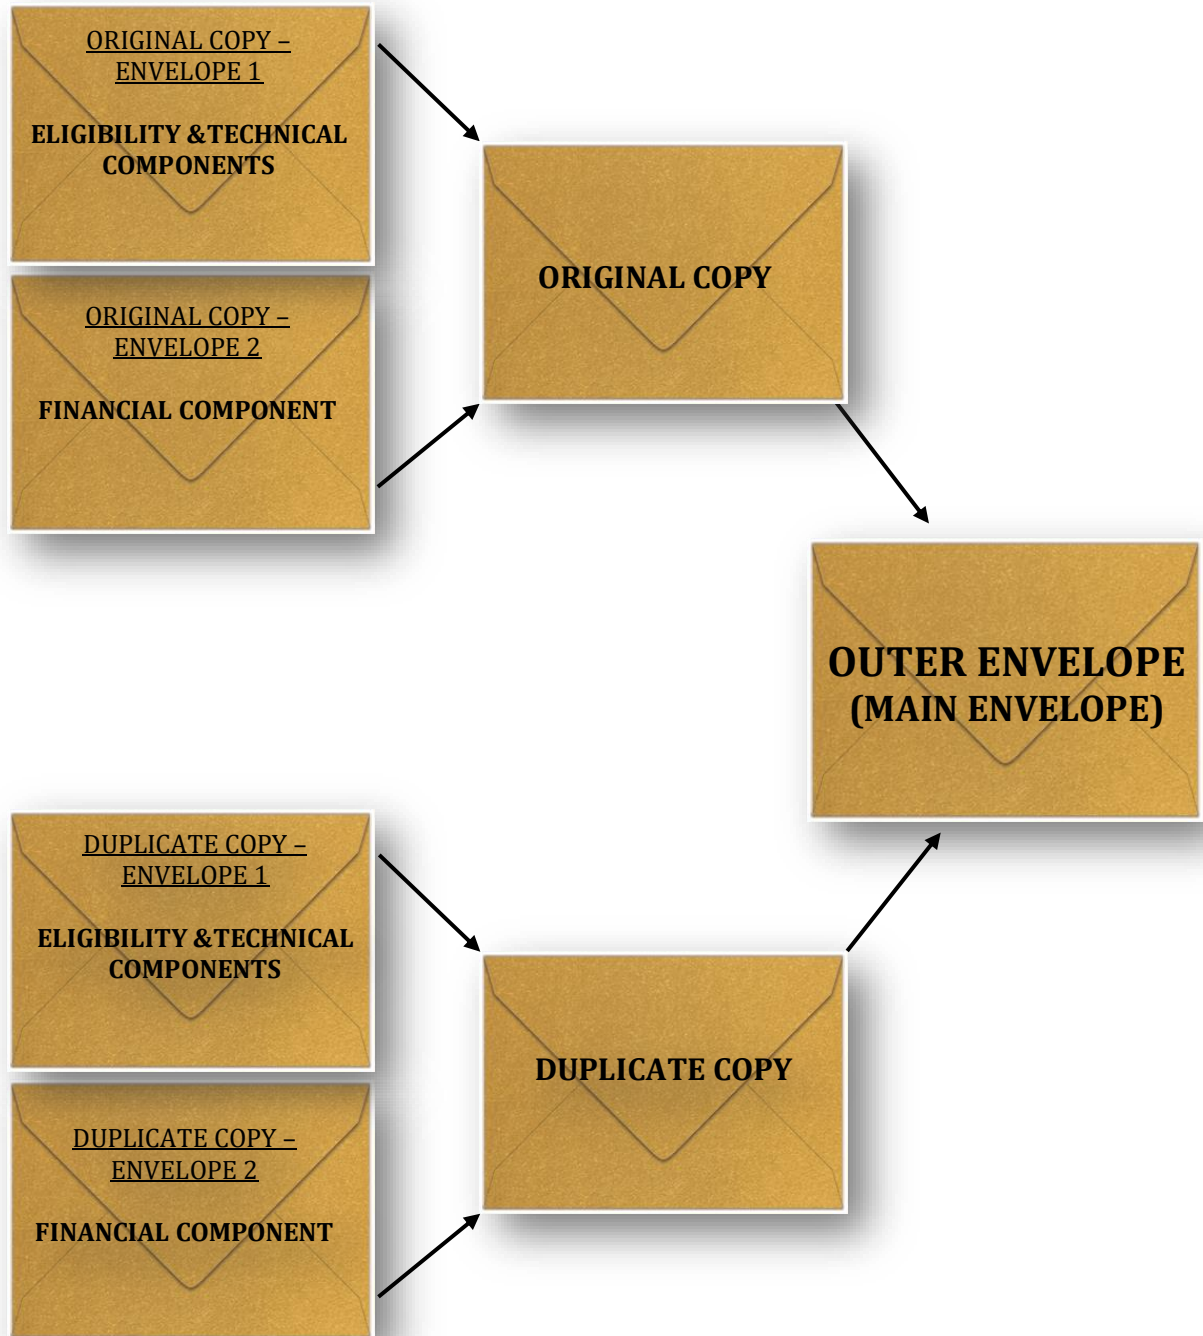 ORIGINAL COPY –
ENVELOPE 1
ELIGIBILITY &TECHNICAL
COMPONENTS
ORIGINAL COPY –
ENVELOPE 2
FINANCIAL COMPONENT
ORIGINAL COPY
OUTER ENVELOPE
(MAIN ENVELOPE)
DUPLICATE COPY –
ENVELOPE 1
ELIGIBILITY &TECHNICAL
COMPONENTS
DUPLICATE COPY –
ENVELOPE 2
FINANCIAL COMPONENT
DUPLICATE COPY